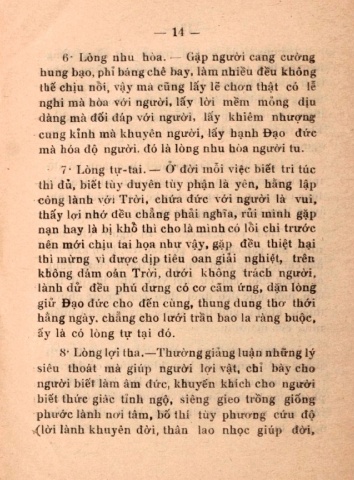 — 14 —
6· Lòng nhu hòa. — Gặp người cang cường
hung bạo, phỉ báng chê bay, làm nhiều đều không
thể chịu nồi, vậy mà cũng lấy lẽ chơn thật có lễ
nghi mà hòa với người, lấy lời mềm mỏng dịu
dàng mà đối đáp với người, lấy khiêm nhượng
cung kỉnh mà khuyên người, lấy hạnh Đạo đức
mà hóa độ người. đó là lòng nhu hòa người tu.
7· Lòng tự-tai. — Ở đời mỗi việc biết tri túc
thì đủ, biết tùy duyên tùy phận là yên, hằng lập
công lành với Trời, chứa đức với người là vui,
thấy lợi nhớ đều chẳng phải nghĩa, rủi mình gặp
nạn hay là bị khổ thì cho là mình có lỗi chi trước
nên mới chịu tai họa như vậy, gặp đều thiệt hại
thì mừng vì được dịp tiêu oan giải nghiệt, trên
không dám oán Trời, dưới không trách người,
lành dữ đều phú dưng có cơ cảm ứng, dặn lòng
giữ Đạo đức cho đến cùng, thung dung thơ thới
hằng ngày. chẳng cho lưới trần bao la ràng buộc,
ấy là có lòng tự tại đó.
8· Lòng lợi tha.—Thường giảng luận những lý
siêu thoát mà giúp người lợi vật, chỉ bày cho
người biết làm âm đức, khuyến khích cho người
biết thức giác tỉnh ngộ, siêng gieo trồng giống
phước lành nơi tâm, bố thí tùy phương cứu độ
(lời lành khuyên đời, thân lao nhọc giúp đời,